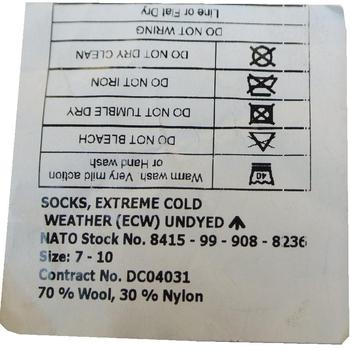 Line or Flat Dry
DO NOT WRING
DO NOT DRY CLEAN
DO NOT IRON
DO NOT TUMBLE DRY
DO NOT BLEACH
Warm wash Very mild action
or Hand wash
40
SOCKS, EXTREME COLD
WEATHER (ECW) UNDYED
NATO Stock No. 8415 - 99 - 908 - 8236
Size: 7 - 10
Contract No. DC04031
70 % Wool, 30 % Nylon